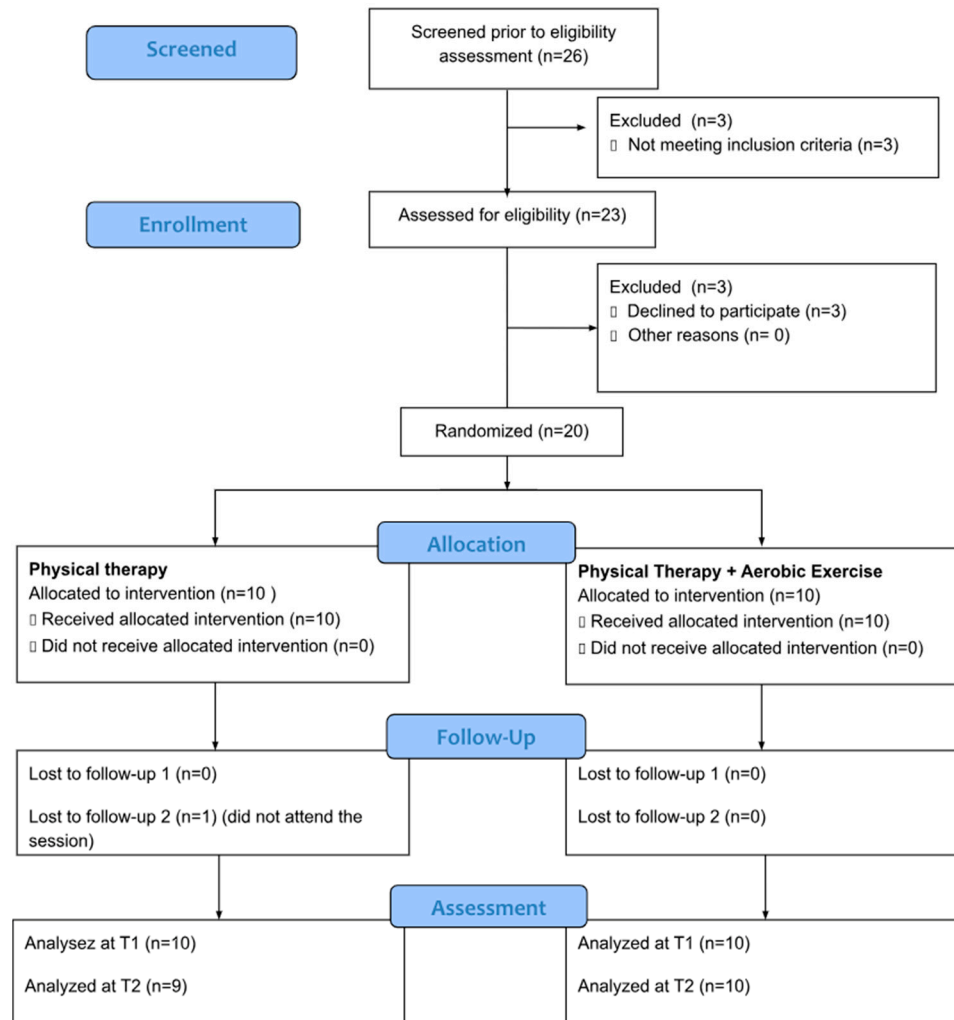 Screened
Screened prior to eligibility
assessment (n=26)
Excluded (n=3)
▯ Not meeting inclusion criteria (n=3)
Enrollment
Assessed for eligibility (n=23)
Excluded (n=3)
▯ Declined to participate (n=3)
▯ Other reasons (n= 0)
Randomized (n=20)
Allocation
Physical therapy
Allocated to intervention (n=10 )
▯ Received allocated intervention (n=10)
▯ Did not receive allocated intervention (n=0)
Physical Therapy + Aerobic Exercise
Allocated to intervention (n=10)
▯ Received allocated intervention (n=10)
▯ Did not receive allocated intervention (n=0)
Follow-Up
Lost to follow-up 1 (n=0)
Lost to follow-up 2 (n=1) (did not attend the
session)
Lost to follow-up 1 (n=0)
Lost to follow-up 2 (n=0)
Assessment
Analysez at T1 (n=10)
Analyzed at T2 (n=9)
Analyzed at T1 (n=10)
Analyzed at T2 (n=10)